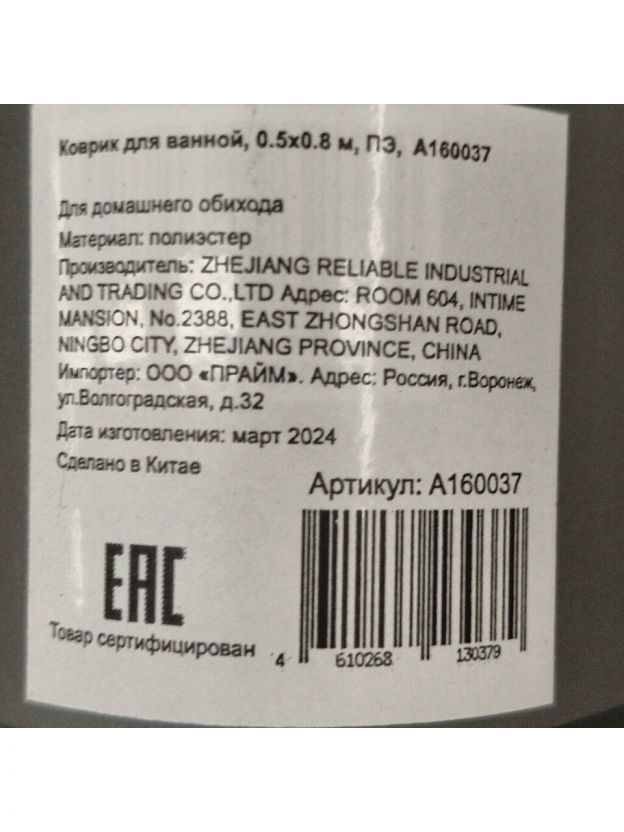 Коврик для ванной, 0.5х0.8 м, ПЭ, А160037
Для домашнего обихода
Материал: полиэстер
Производитель: ZHEJIANG RELIABLE INDUSTRIAL
AND TRADING CO.,LTD Адрес: ROOM 604, INTIME
MANSION, No.2388, EAST ZHONGSHAN ROAD,
NINGBO CITY, ZHEJIANG PROVINCE, CHINA
Импортер: ООО «ПРАЙМ». Адрес: Россия, г.Воронеж,
ул.Волгоградская, д.32
Дата изготовления: март 2024
Сделано в Китае
Артикул: А160037
EAC
Товар сертифицирован
4 610268 130379